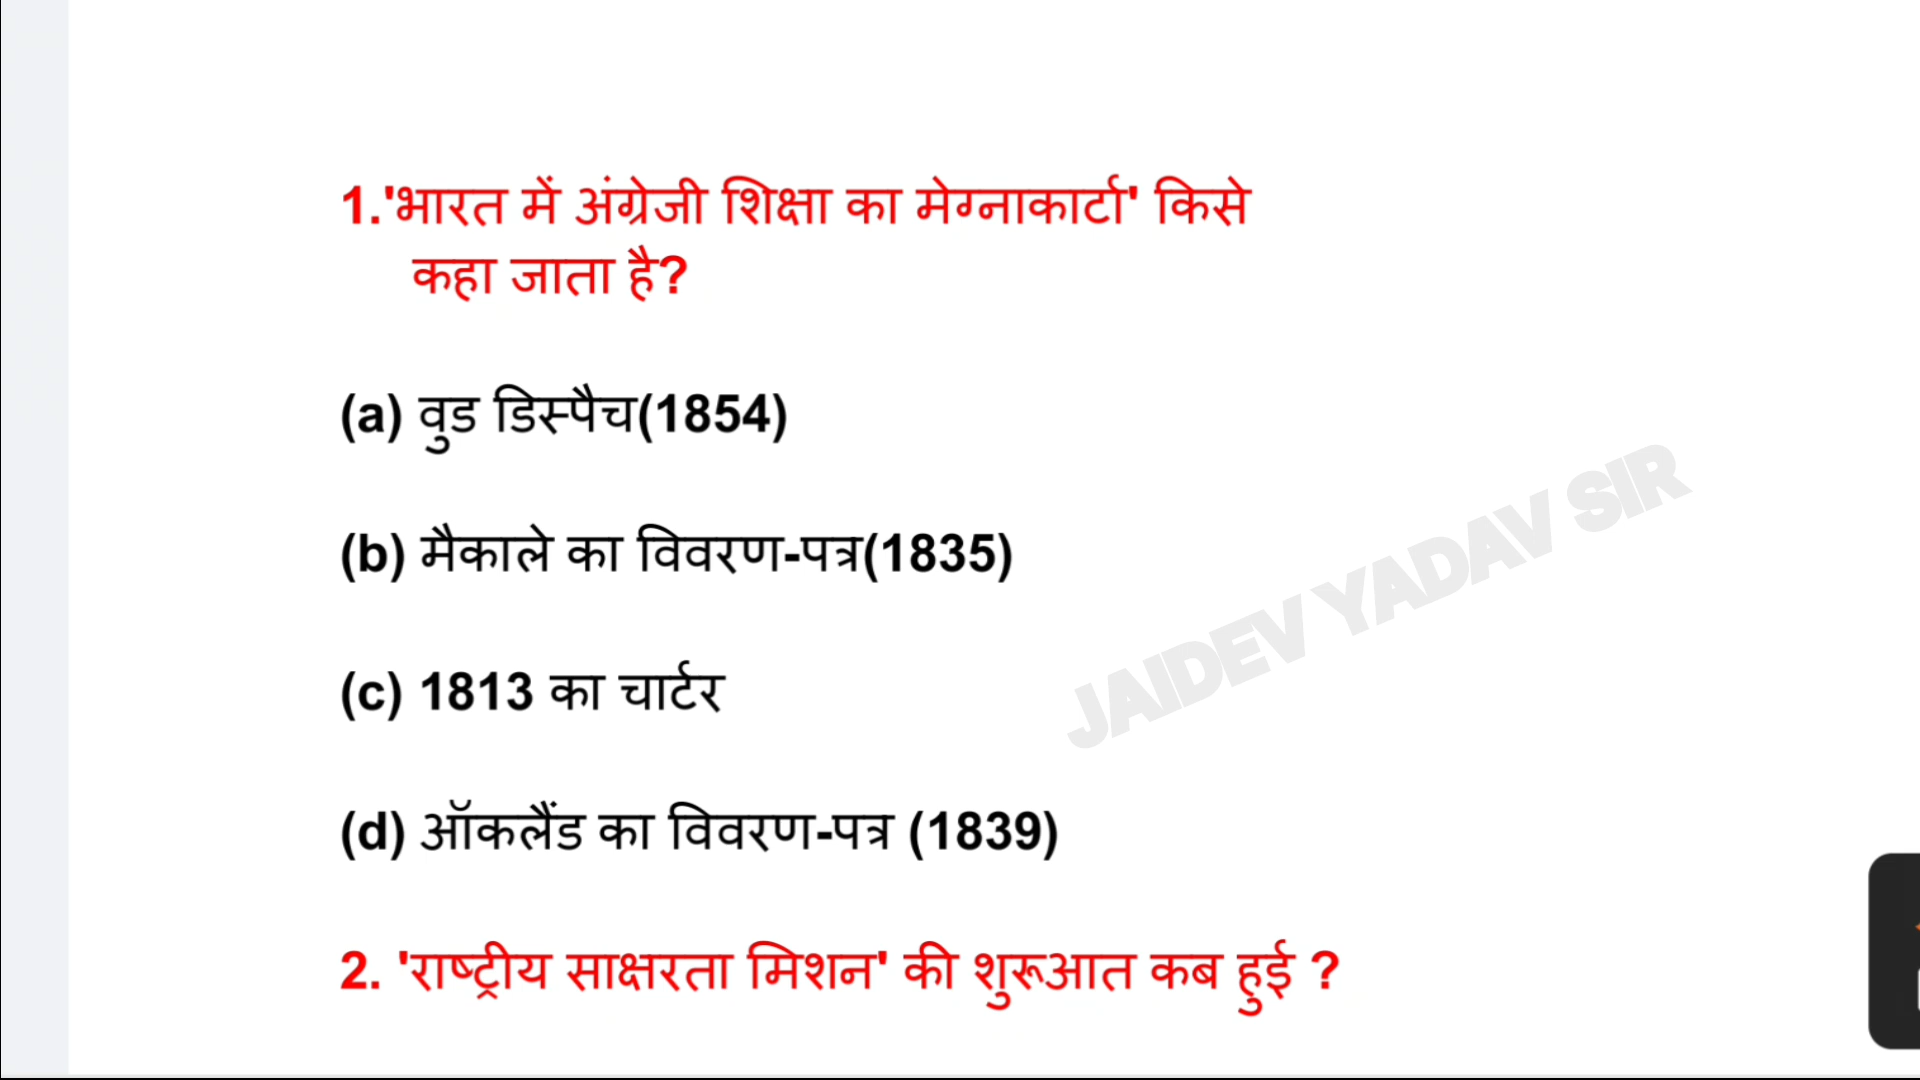 1.'भारत में अंग्रेजी शिक्षा का मेग्नाकार्टा' किसे
कहा जाता है?
(a) वुड डिस्पैच(1854)
(b) मैकाले का विवरण-पत्र(1835)
(c) 1813 का चार्टर
(d) ऑकलैंड का विवरण-पत्र (1839)
JAIDEV YADAV SIR
2. 'राष्ट्रीय साक्षरता मिशन' की शुरूआत कब हुई ?